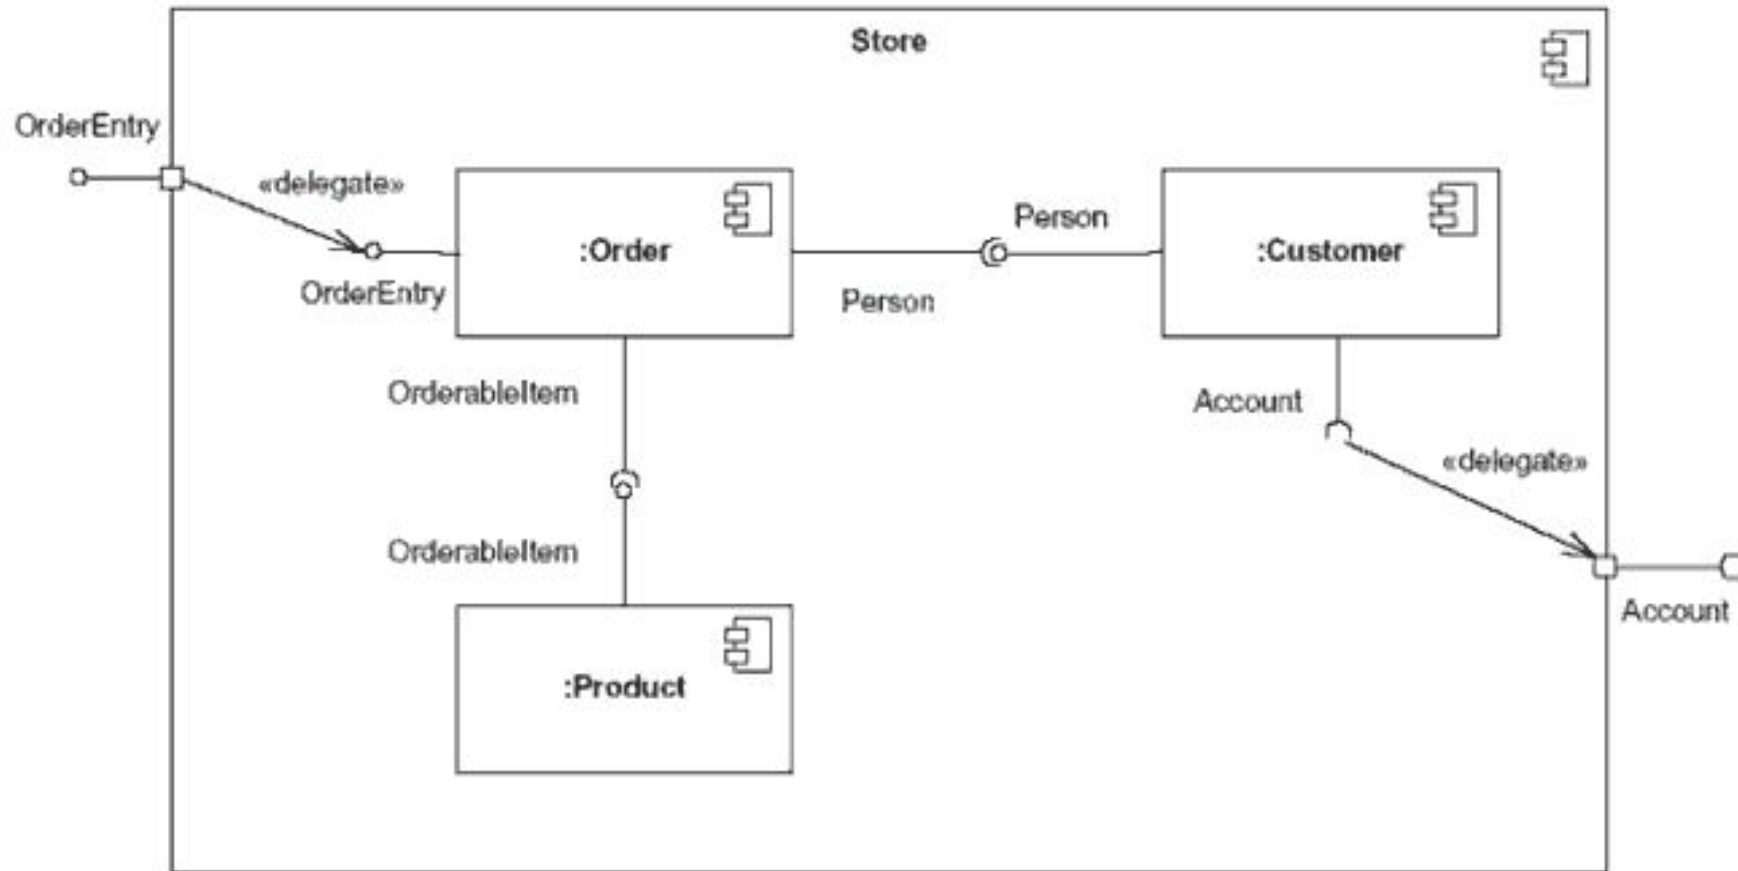 Store
OrderEntry
«delegate»
:Order
OrderEntry
Person
Person
:Customer
OrderableItem
Account
«delegate»
OrderableItem
Account
:Product